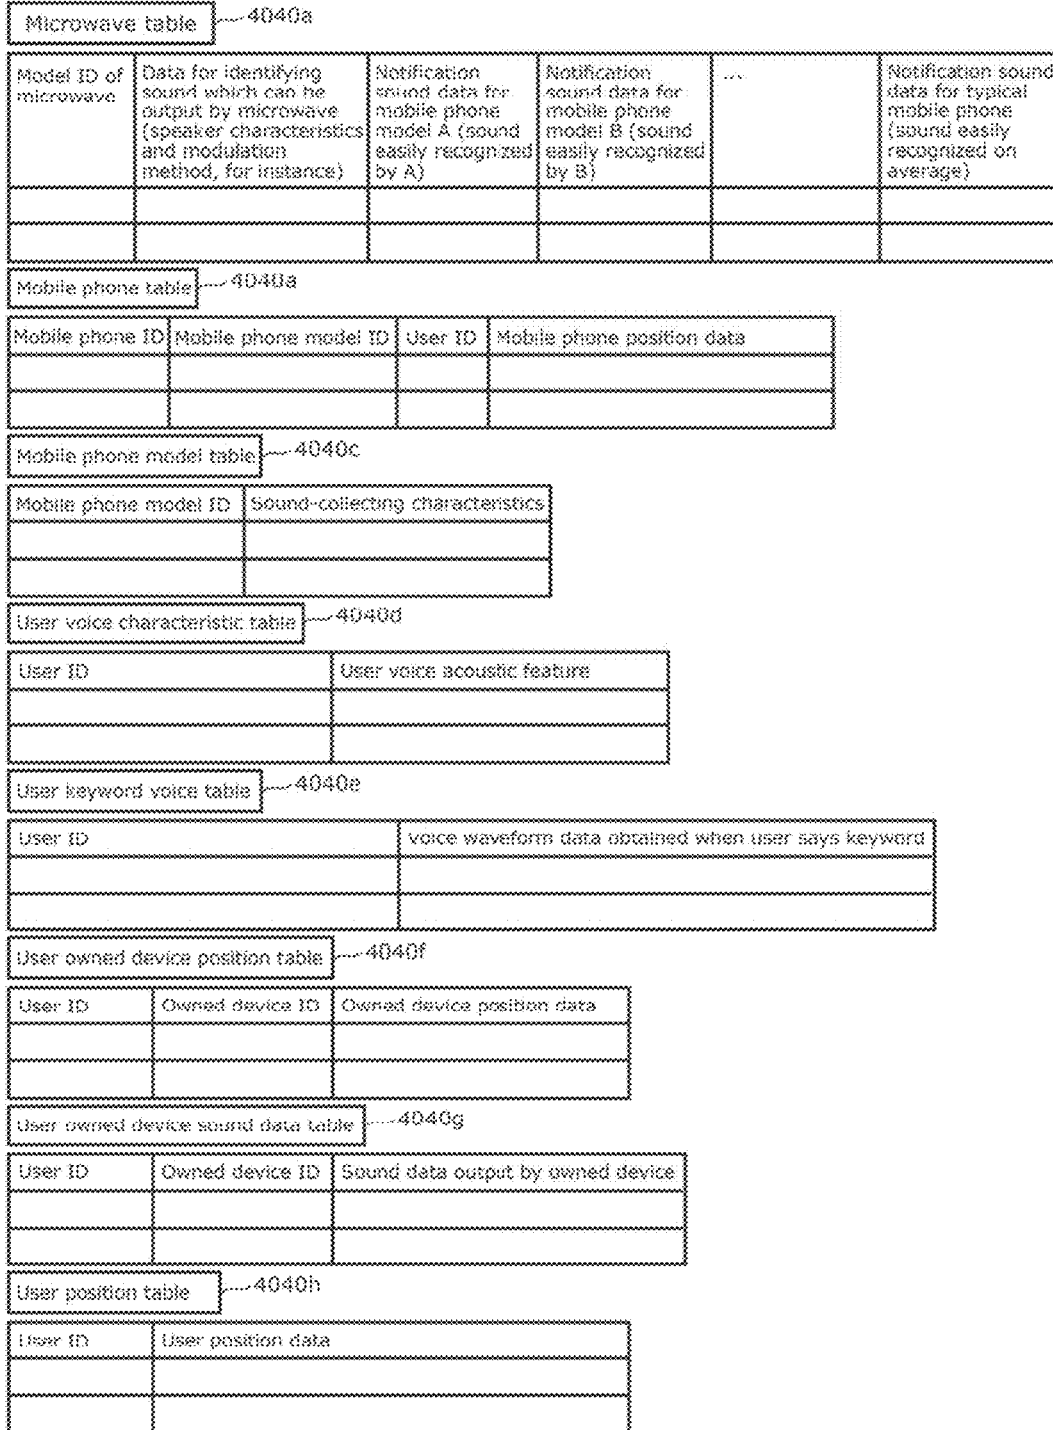 Microwave table
4040a
Model ID of
microwave
Data for identifying
sound which can be
output by microwave
(speaker characteristics
and modulation
method, for instance)
Notification
sound data for
mobile phone
model A (sound
easily recognized
by A)
Notification
sound data for
mobile phone
model B (sound
easily recognized
by B)
...
Notification sound
data for typical
mobile phone
(sound easily
recognized on
average)
Mobile phone table
4040a
Mobile phone ID
Mobile phone model ID
User ID
Mobile phone position data
Mobile phone model table
4040c
Mobile phone model ID
Sound-collecting characteristics
User voice characteristic table
4040d
User ID
User voice acoustic feature
User keyword voice table
4040e
User ID
Voice waveform data obtained when user says keyword
User owned device position table
4040f
User ID
Owned device ID
Owned device position data
User owned device sound data table
4040g
User ID
Owned device ID
Sound data output by owned device
User position table
4040h
User ID
User position data